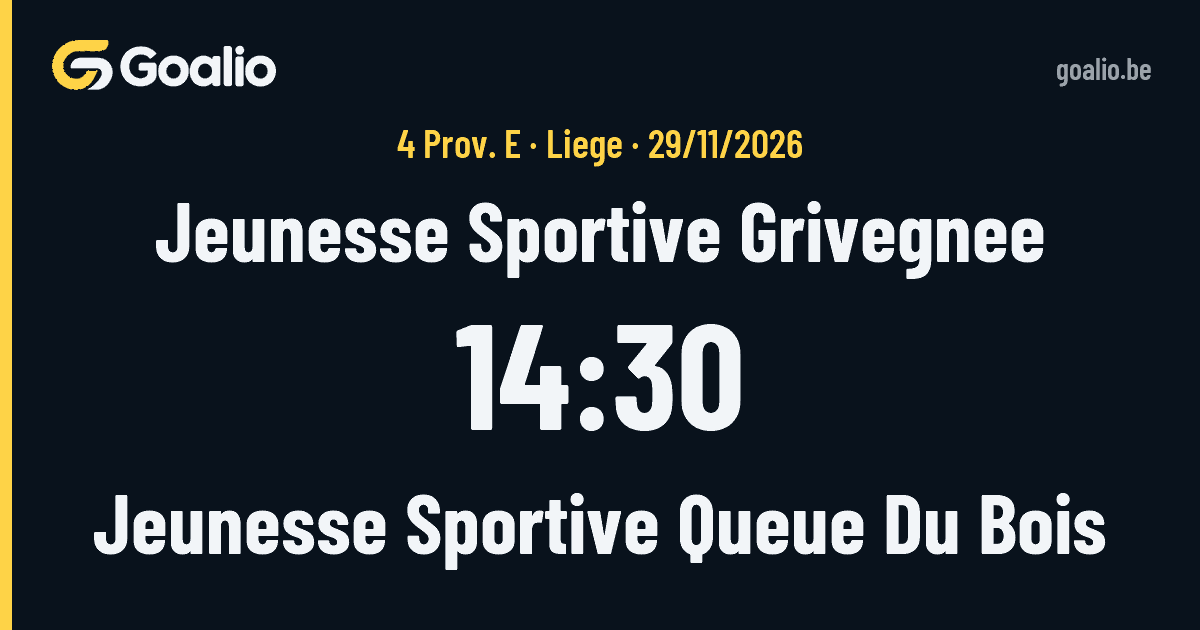 Goalio
goalio.be
4 Prov. E · Liege · 29/11/2026
Jeunesse Sportive Grivegnee
14:30
Jeunesse Sportive Queue Du Bois